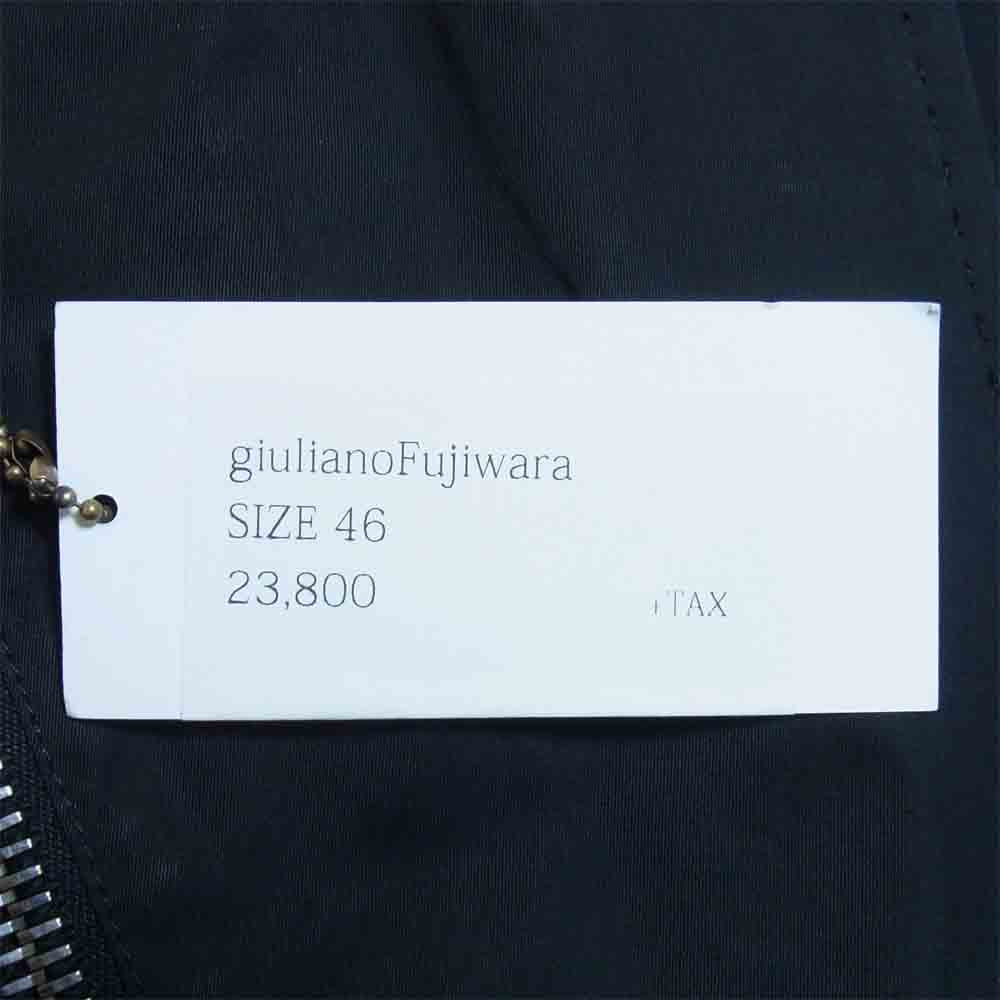 giulianoFujiwara
SIZE 46
23,800 +TAX